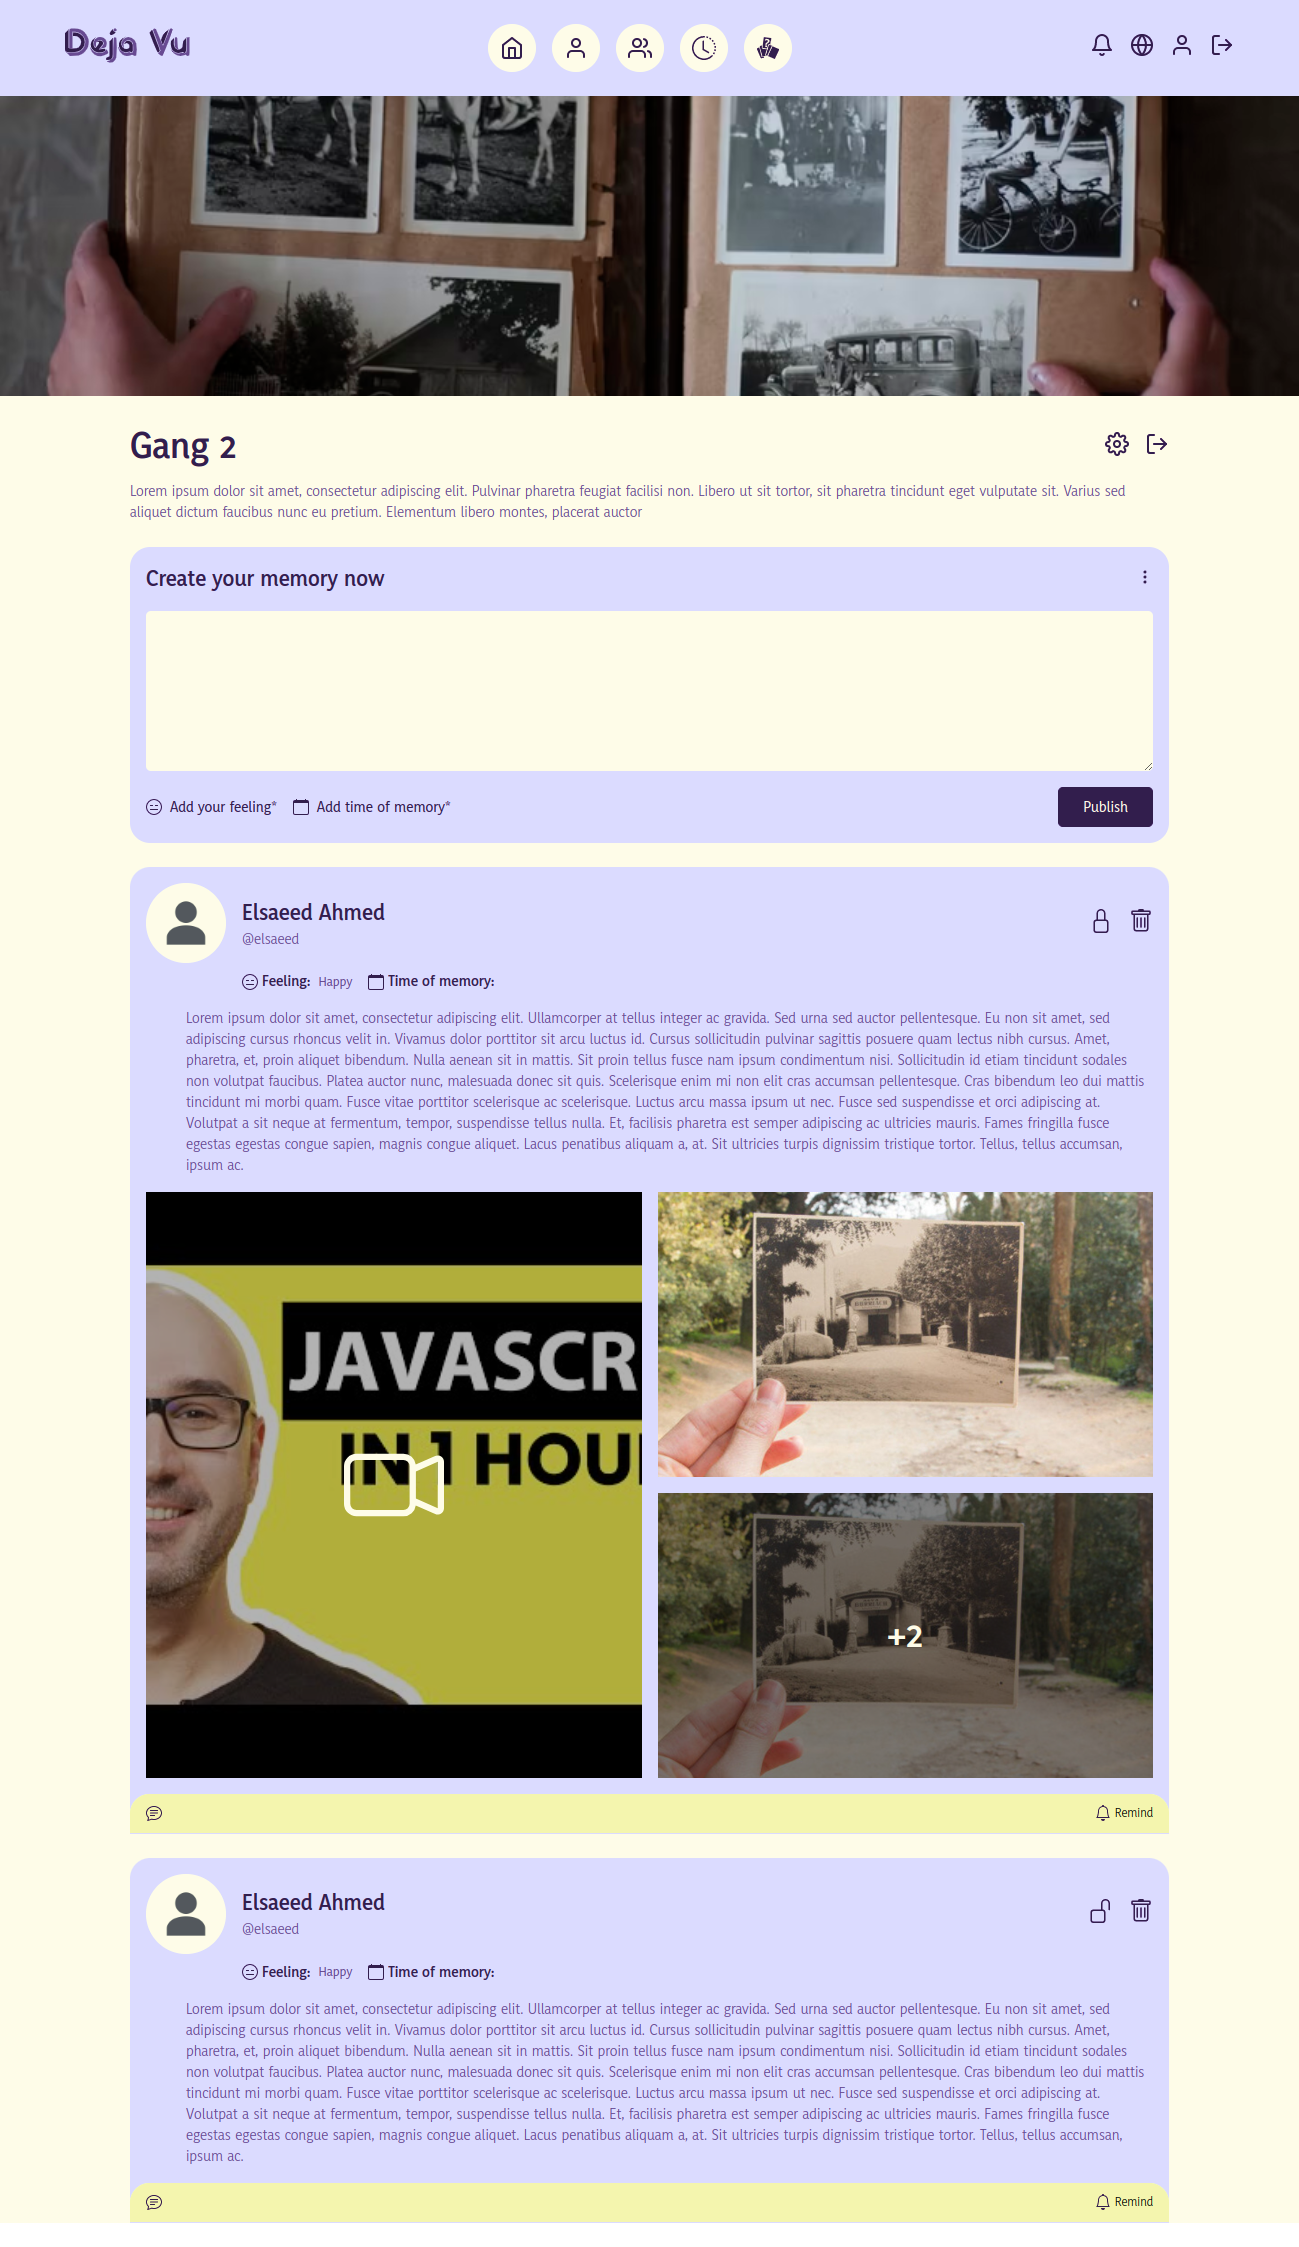 Deja Vu
Gang 2
Lorem ipsum dolor sit amet, consectetur adipiscing elit. Pulvinar pharetra feugiat facilisi non. Libero ut sit tortor, sit pharetra tincidunt eget vulputate sit. Varius sed
aliquet dictum faucibus nunc eu pretium. Elementum libero montes, placerat auctor
Create your memory now
Add your feeling* Add time of memory* Publish
Elsaeed Ahmed
@elsaeed
Feeling: Happy Time of memory:
Lorem ipsum dolor sit amet, consectetur adipiscing elit. Ullamcorper at tellus integer ac gravida. Sed urna sed auctor pellentesque. Eu non sit amet, sed
adipiscing cursus rhoncus velit in. Vivamus dolor porttitor sit arcu luctus id. Cursus sollicitudin pulvinar sagittis posuere quam lectus nibh cursus. Amet,
pharetra, et, proin aliquet bibendum. Nulla aenean sit in mattis. Sit proin tellus fusce nam ipsum condimentum nisi. Sollicitudin id etiam tincidunt sodales
non volutpat faucibus. Platea auctor nunc, malesuada donec sit quis. Scelerisque enim mi non elit cras accumsan pellentesque. Cras bibendum leo dui mattis
tincidunt mi morbi quam. Fusce vitae porttitor scelerisque ac scelerisque. Luctus arcu massa ipsum ut nec. Fusce sed suspendisse et orci adipiscing at.
Volutpat a sit neque at fermentum, tempor, suspendisse tellus nulla. Et, facilisis pharetra est semper adipiscing ac ultricies mauris. Fames fringilla fusce
egestas egestas congue sapien, magnis congue aliquet. Lacus penatibus aliquam a, at. Sit ultricies turpis dignissim tristique tortor. Tellus, tellus accumsan,
ipsum ac.
JAVASCR
IN 1 HOU
+2
Remind
Elsaeed Ahmed
@elsaeed
Feeling: Happy Time of memory:
Lorem ipsum dolor sit amet, consectetur adipiscing elit. Ullamcorper at tellus integer ac gravida. Sed urna sed auctor pellentesque. Eu non sit amet, sed
adipiscing cursus rhoncus velit in. Vivamus dolor porttitor sit arcu luctus id. Cursus sollicitudin pulvinar sagittis posuere quam lectus nibh cursus. Amet,
pharetra, et, proin aliquet bibendum. Nulla aenean sit in mattis. Sit proin tellus fusce nam ipsum condimentum nisi. Sollicitudin id etiam tincidunt sodales
non volutpat faucibus. Platea auctor nunc, malesuada donec sit quis. Scelerisque enim mi non elit cras accumsan pellentesque. Cras bibendum leo dui mattis
tincidunt mi morbi quam. Fusce vitae porttitor scelerisque ac scelerisque. Luctus arcu massa ipsum ut nec. Fusce sed suspendisse et orci adipiscing at.
Volutpat a sit neque at fermentum, tempor, suspendisse tellus nulla. Et, facilisis pharetra est semper adipiscing ac ultricies mauris. Fames fringilla fusce
egestas egestas congue sapien, magnis congue aliquet. Lacus penatibus aliquam a, at. Sit ultricies turpis dignissim tristique tortor. Tellus, tellus accumsan,
ipsum ac.
Remind